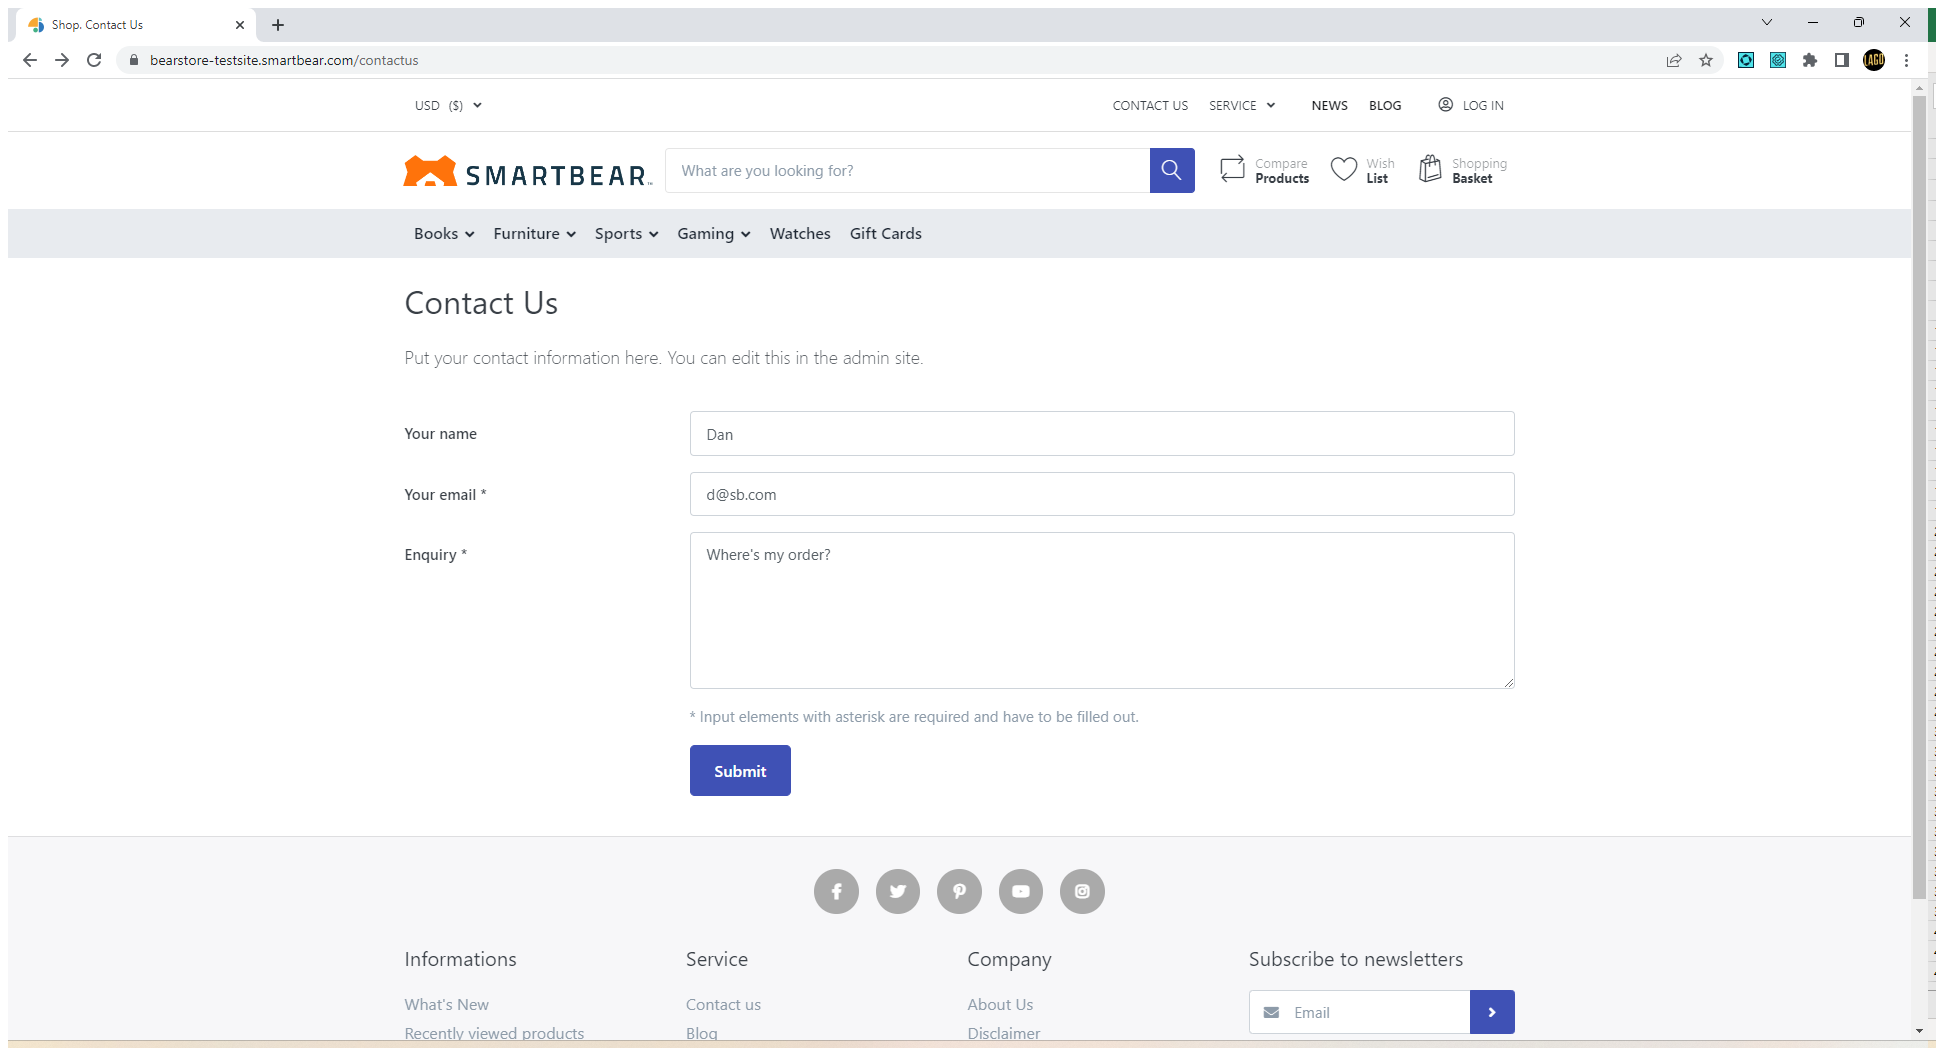 Shop. Contact Us
bearstore-testsite.smartbear.com/contactus
LAGO
USD ($)
CONTACT US SERVICE NEWS BLOG LOG IN
SMARTBEAR
What are you looking for?
Compare
Products
Wish
List
Shopping
Basket
Books Furniture Sports Gaming Watches Gift Cards
Contact Us
Put your contact information here. You can edit this in the admin site.
Your name
Dan
Your email *
d@sb.com
Enquiry *
Where's my order?
* Input elements with asterisk are required and have to be filled out.
Submit
Informations Service Company Subscribe to newsletters
What's New Contact us About Us Email
Recently viewed products Blog Disclaimer